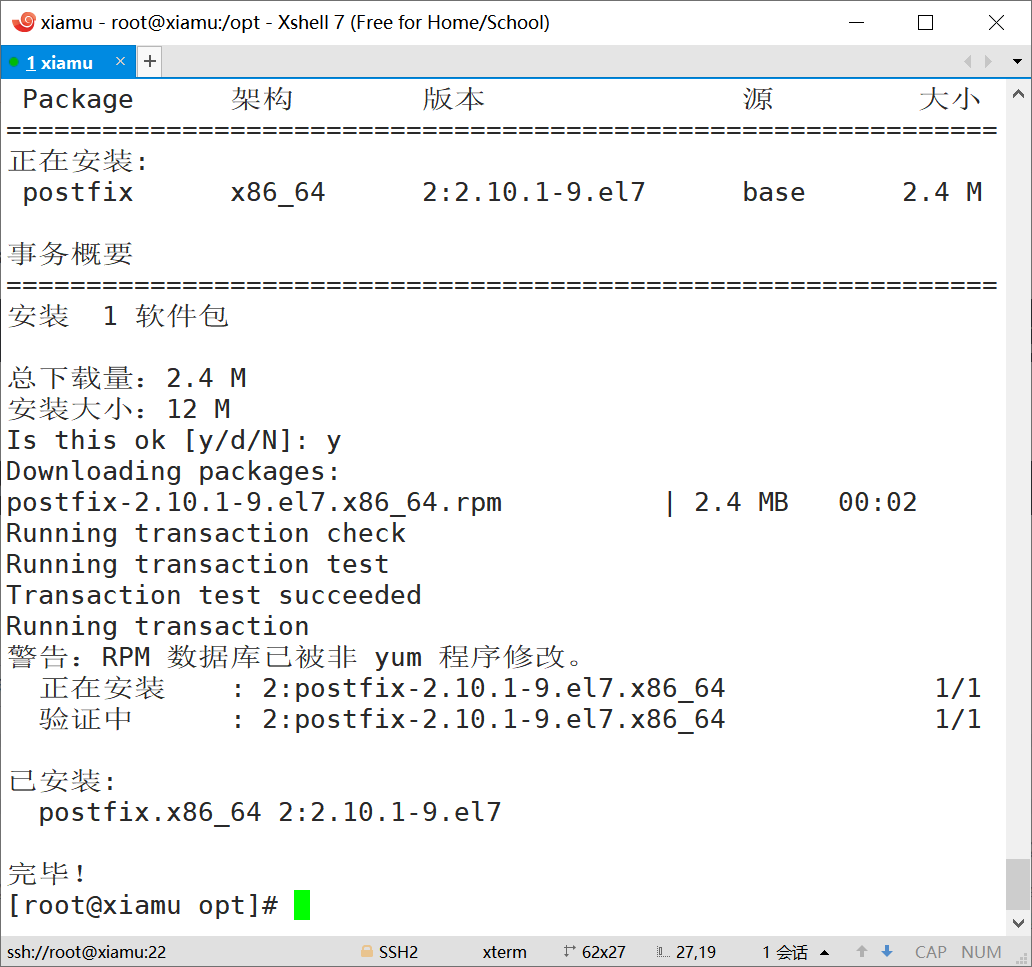 xiamu - root@xiamu:/opt - Xshell 7 (Free for Home/School)
1 xiamu × +
Package 架构 版本 源 大小
==============================================================
正在安装:
postfix x86_64 2:2.10.1-9.el7 base 2.4 M
事务概要
==============================================================
安装 1 软件包
总下载量：2.4 M
安装大小：12 M
Is this ok [y/d/N]: y
Downloading packages:
postfix-2.10.1-9.el7.x86_64.rpm | 2.4 MB 00:02
Running transaction check
Running transaction test
Transaction test succeeded
Running transaction
警告：RPM 数据库已被非 yum 程序修改。
正在安装 : 2:postfix-2.10.1-9.el7.x86_64 1/1
验证中 : 2:postfix-2.10.1-9.el7.x86_64 1/1
已安装:
postfix.x86_64 2:2.10.1-9.el7
完毕！
[root@xiamu opt]#
ssh://root@xiamu:22 SSH2 xterm 62x27 27,19 1 会话 CAP NUM